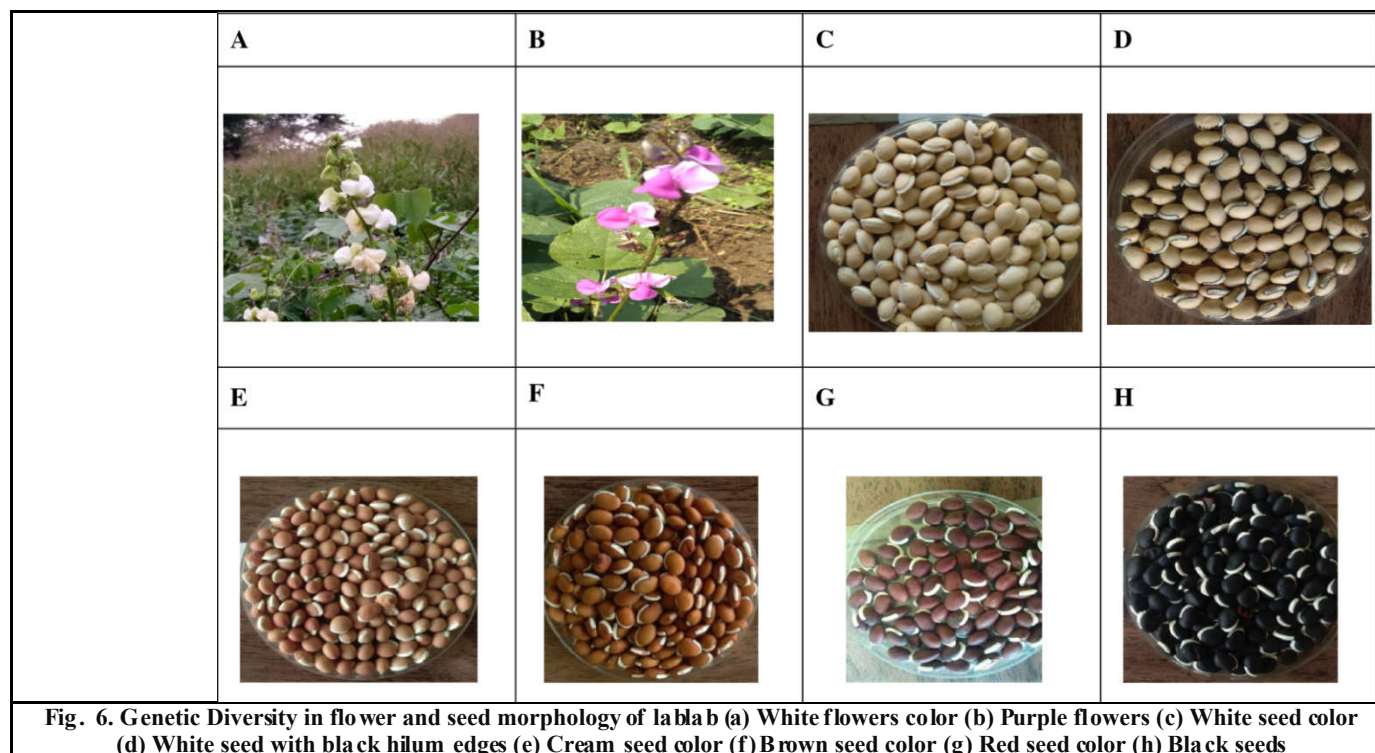 A B C D
E F G H
Fig. 6. Genetic Diversity in flower and seed morphology of lablab (a) White flowers color (b) Purple flowers (c) White seed color
(d) White seed with black hilum edges (e) Cream seed color (f) Brown seed color (g) Red seed color (h) Black seeds